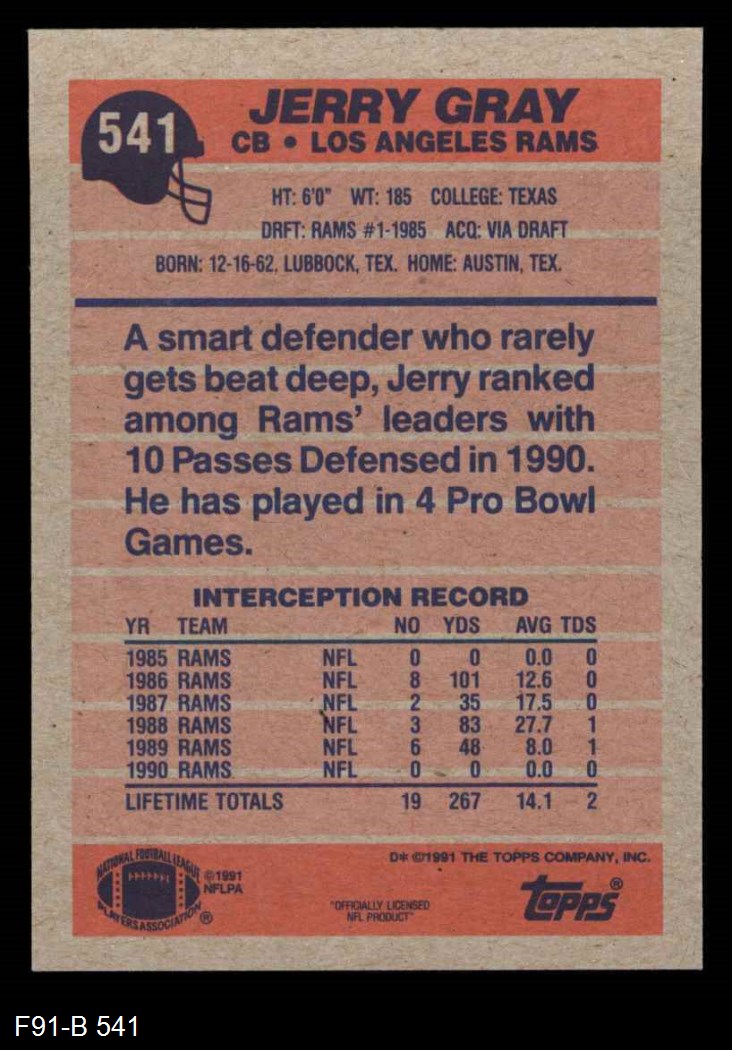 541
JERRY GRAY
CB • LOS ANGELES RAMS
HT: 6'0" WT: 185 COLLEGE: TEXAS
DRFT: RAMS #1-1985 ACQ: VIA DRAFT
BORN: 12-16-62, LUBBOCK, TEX. HOME: AUSTIN, TEX.
A smart defender who rarely
gets beat deep, Jerry ranked
among Rams' leaders with
10 Passes Defensed in 1990.
He has played in 4 Pro Bowl
Games.
INTERCEPTION RECORD
YR TEAM NO YDS AVG TDS
1985 RAMS NFL 0 0 0.0 0
1986 RAMS NFL 8 101 12.6 0
1987 RAMS NFL 2 35 17.5 0
1988 RAMS NFL 3 83 27.7 1
1989 RAMS NFL 6 48 8.0 1
1990 RAMS NFL 0 0 0.0 0
LIFETIME TOTALS 19 267 14.1 2
NATIONAL FOOTBALL LEAGUE
PLAYERS ASSOCIATION ®
©1991
NFLPA
D* ©1991 THE TOPPS COMPANY, INC.
"OFFICIALLY LICENSED
NFL PRODUCT"
Topps®
F91-B 541